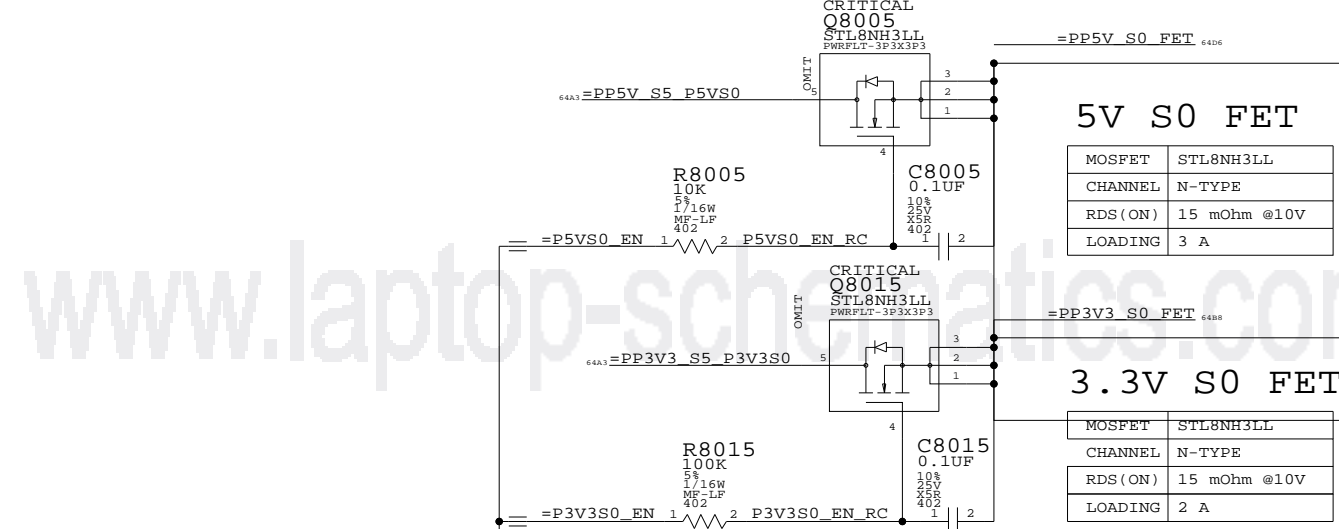 CRITICAL
Q8005
STL8NH3LL
PWRFLT-3P3X3P3
=PP5V_S0_FET 64D6
OMIT
64A3 =PP5V_S5_P5VS0
5
3
2
1
4
5V S0 FET
MOSFET STL8NH3LL
CHANNEL N-TYPE
RDS(ON) 15 mOhm @10V
LOADING 3 A
R8005
10K
5%
1/16W
MF-LF
402
C8005
0.1UF
10%
25V
X5R
402
=P5VS0_EN 1 2 P5VS0_EN_RC 1 2
www.laptop-schematics.co
CRITICAL
Q8015
STL8NH3LL
PWRFLT-3P3X3P3
=PP3V3_S0_FET 64B8
OMIT
64A3 =PP3V3_S5_P3V3S0
5
3
2
1
4
3.3V S0 FET
MOSFET STL8NH3LL
CHANNEL N-TYPE
RDS(ON) 15 mOhm @10V
LOADING 2 A
R8015
100K
5%
1/16W
MF-LF
402
C8015
0.1UF
10%
25V
X5R
402
=P3V3S0_EN 1 2 P3V3S0_EN_RC 1 2